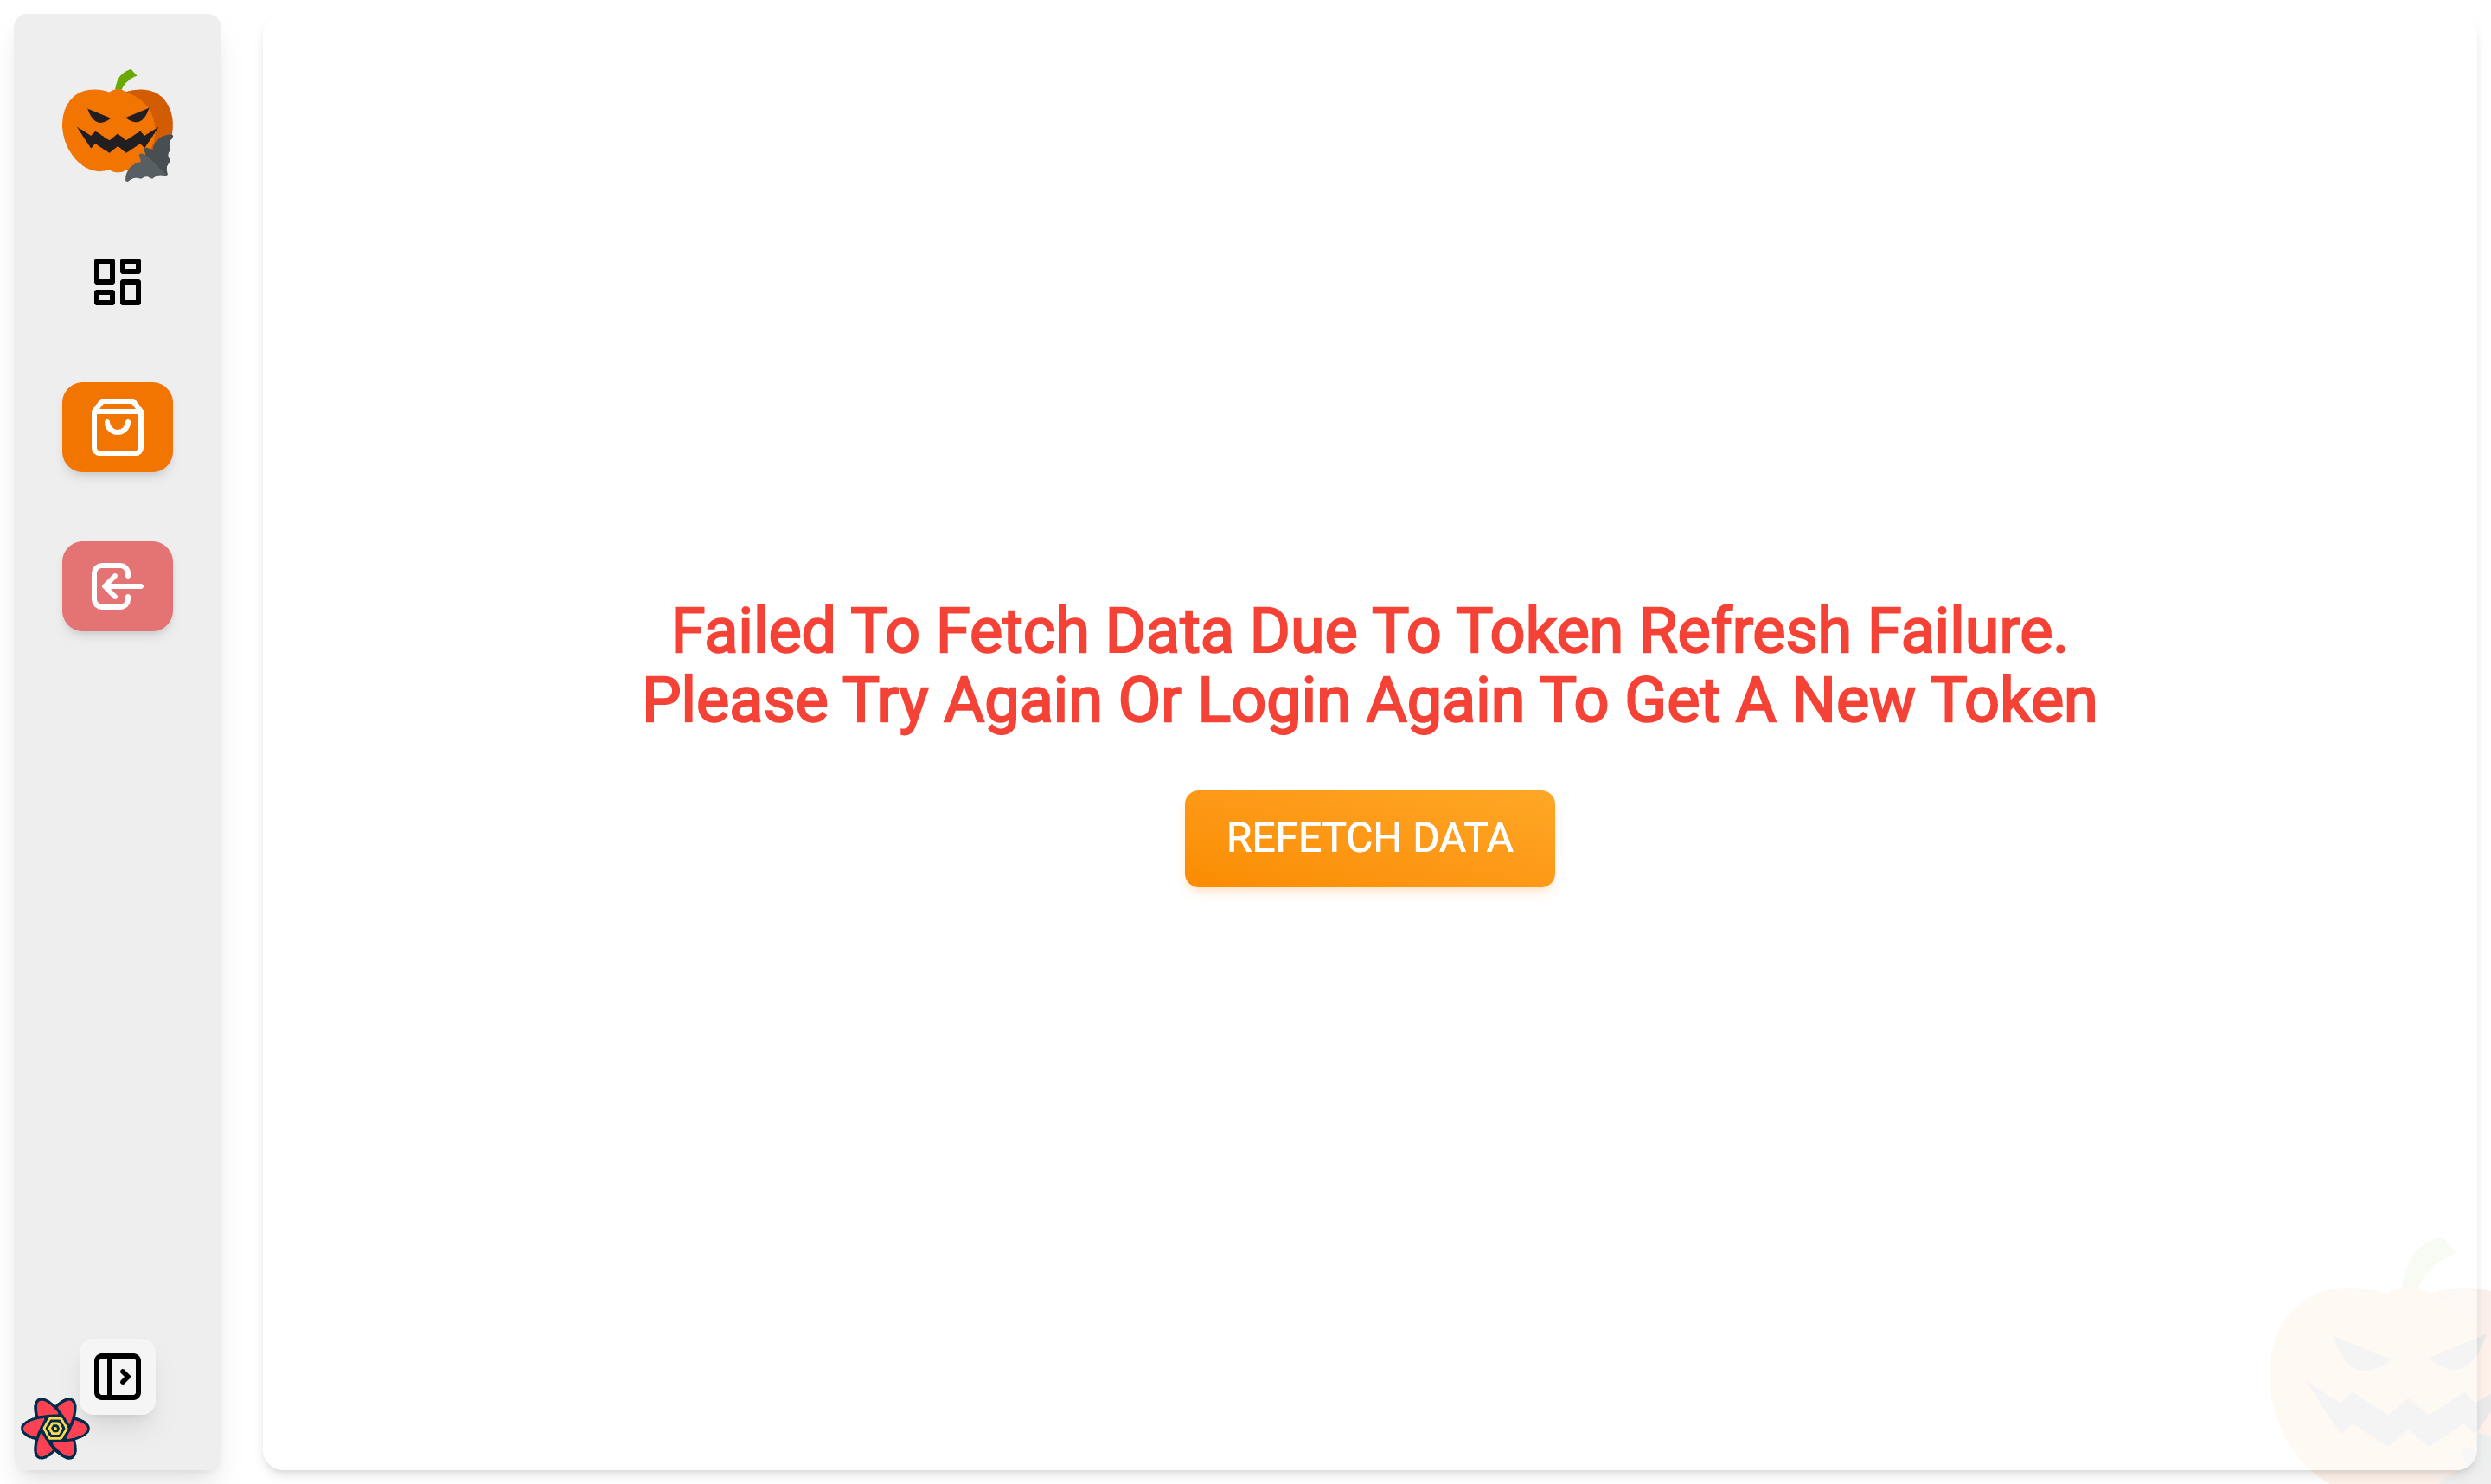 Failed To Fetch Data Due To Token Refresh Failure.
Please Try Again Or Login Again To Get A New Token
REFETCH DATA